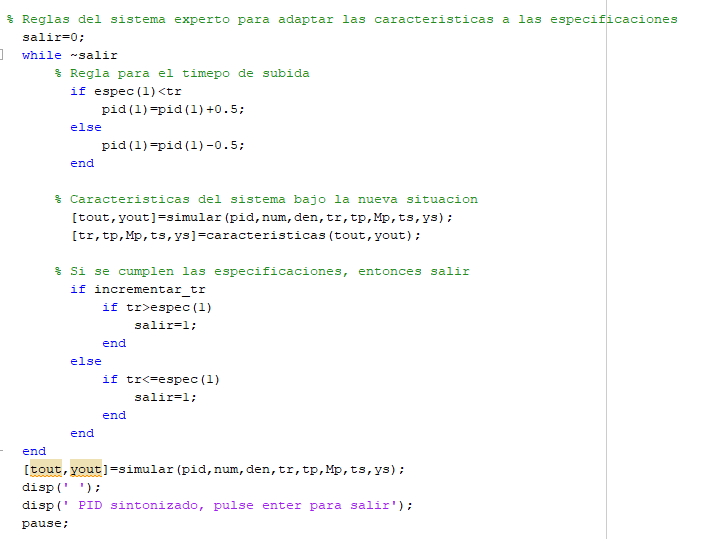 % Reglas del sistema experto para adaptar las caracteristicas a las especificaciones
salir=0;
while ~salir
% Regla para el timepo de subida
if espec(1)<tr
pid(1)=pid(1)+0.5;
else
pid(1)=pid(1)-0.5;
end
% Caracteristicas del sistema bajo la nueva situacion
[tout,yout]=simular(pid,num,den,tr,tp,Mp,ts,ys);
[tr,tp,Mp,ts,ys]=caracteristicas(tout,yout);
% Si se cumplen las especificaciones, entonces salir
if incrementar_tr
if tr>espec(1)
salir=1;
end
else
if tr<=espec(1)
salir=1;
end
end
end
[tout,yout]=simular(pid,num,den,tr,tp,Mp,ts,ys);
disp(' ');
disp(' PID sintonizado, pulse enter para salir');
pause;